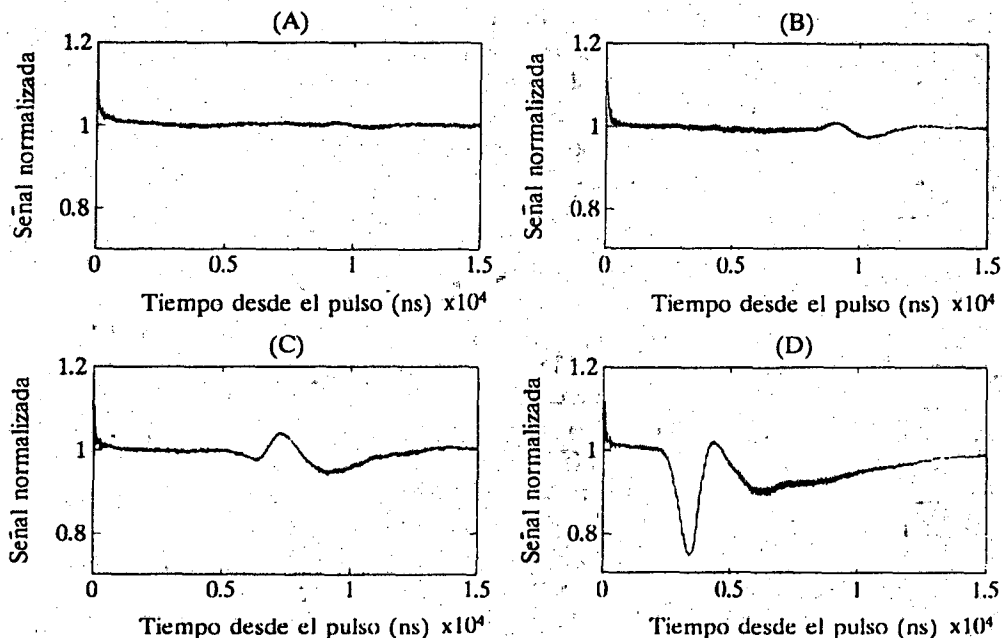 (A)
(B)
Señal normalizada
1.2
1
0.8
0
0.5
1
1.5
Tiempo desde el pulso (ns) x10⁴
Señal normalizada
1.2
1
0.8
0
0.5
1
1.5
Tiempo desde el pulso (ns) x10⁴
(C)
(D)
Señal normalizada
1.2
1
0.8
0
0.5
1
1.5
Tiempo desde el pulso (ns) x10⁴
Señal normalizada
1.2
1
0.8
0
0.5
1
1.5
Tiempo desde el pulso (ns) x10⁴